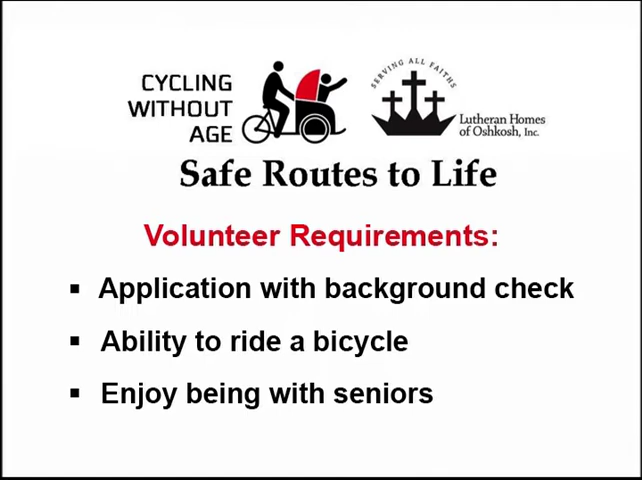 CYCLING
WITHOUT
AGE
SERVING ALL FAITHS
Lutheran Homes
of Oshkosh, Inc.
Safe Routes to Life
Volunteer Requirements:
▪ Application with background check
▪ Ability to ride a bicycle
▪ Enjoy being with seniors